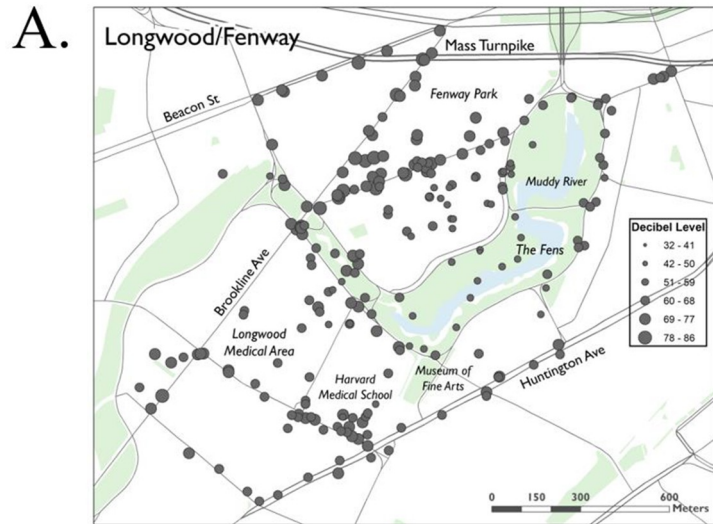 A.
Longwood/Fenway
Mass Turnpike
Beacon St
Fenway Park
Muddy River
The Fens
Decibel Level
32 - 41
42 - 50
51 - 59
60 - 68
69 - 77
78 - 86
Brookline Ave
Longwood
Medical Area
Harvard
Medical School
Museum of
Fine Arts
Huntington Ave
0 150 300 600
Meters